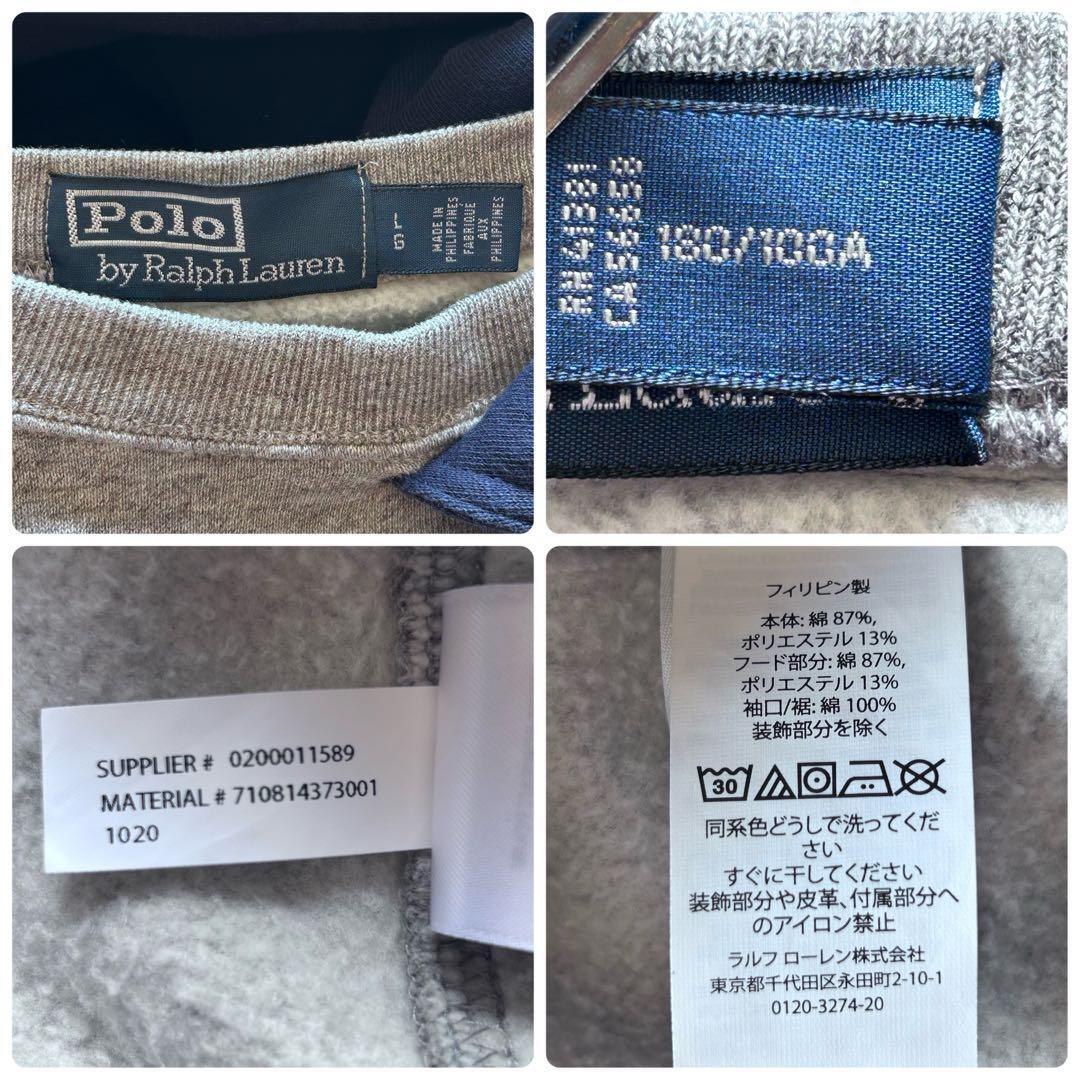 Polo
by Ralph Lauren
L
G
MADE IN
PHILIPPINES
FABRIQUÉ
AUX
PHILIPPINES
RN 41381
CA 56658
180/100A
SUPPLIER # 0200011589
MATERIAL # 710814373001
1020
フィリピン製
本体: 綿 87%,
ポリエステル 13%
フード部分: 綿 87%,
ポリエステル 13%
袖口/裾: 綿 100%
装飾部分を除く
30
同系色どうしで洗ってくだ
さい
すぐに干してください
装飾部分や皮革、付属部分へ
のアイロン禁止
ラルフ ローレン株式会社
東京都千代田区永田町2-10-1
0120-3274-20